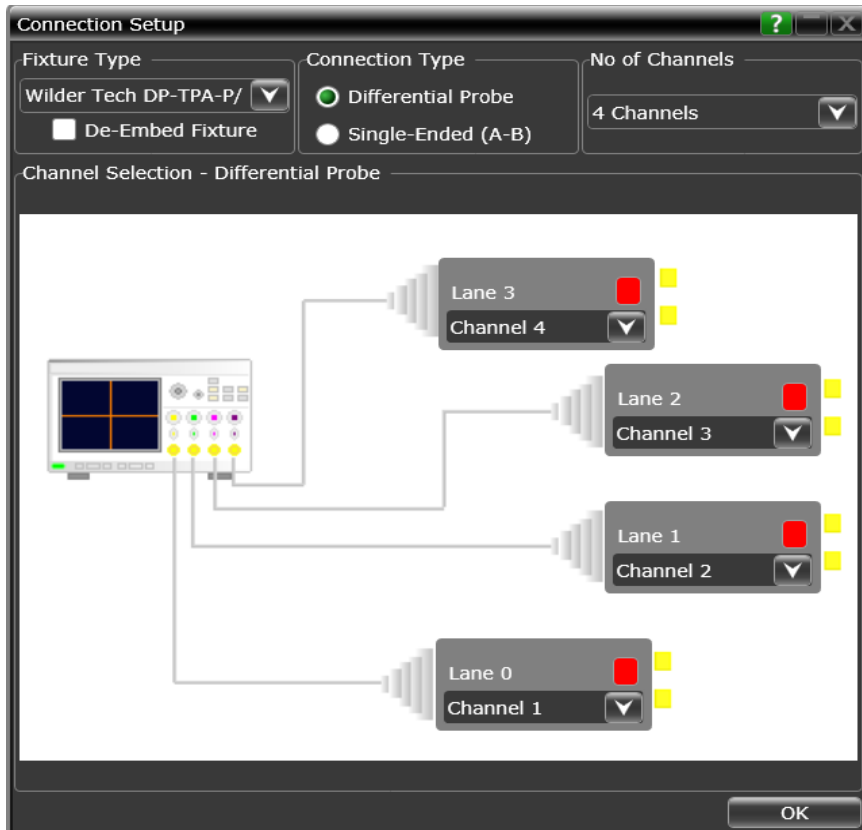 Connection Setup
?
Fixture Type
Wilder Tech DP-TPA-P/
De-Embed Fixture
Connection Type
Differential Probe
Single-Ended (A-B)
No of Channels
4 Channels
Channel Selection - Differential Probe
Lane 3
Channel 4
Lane 2
Channel 3
Lane 1
Channel 2
Lane 0
Channel 1
OK